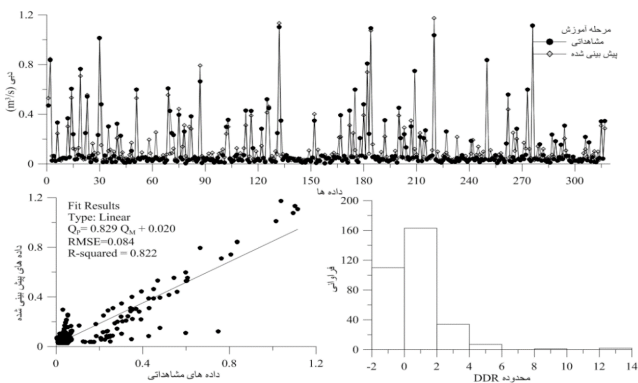 1.2
0.8
0.4
0
دبی (m³/s)
مرحله آموزش
مشاهداتی
پیش بینی شده
0 30 60 90 120 150 180 210 240 270 300
داده ها
1.2
0.8
0.4
0
داده های پیش بینی شده
Fit Results
Type: Linear
Q_P= 0.829 Q_M + 0.020
RMSE=0.084
R-squared = 0.822
0 0.4 0.8 1.2
داده های مشاهداتی
200
160
120
80
40
0
فراوانی
-2 0 2 4 6 8 10 12 14
محدوده DDR